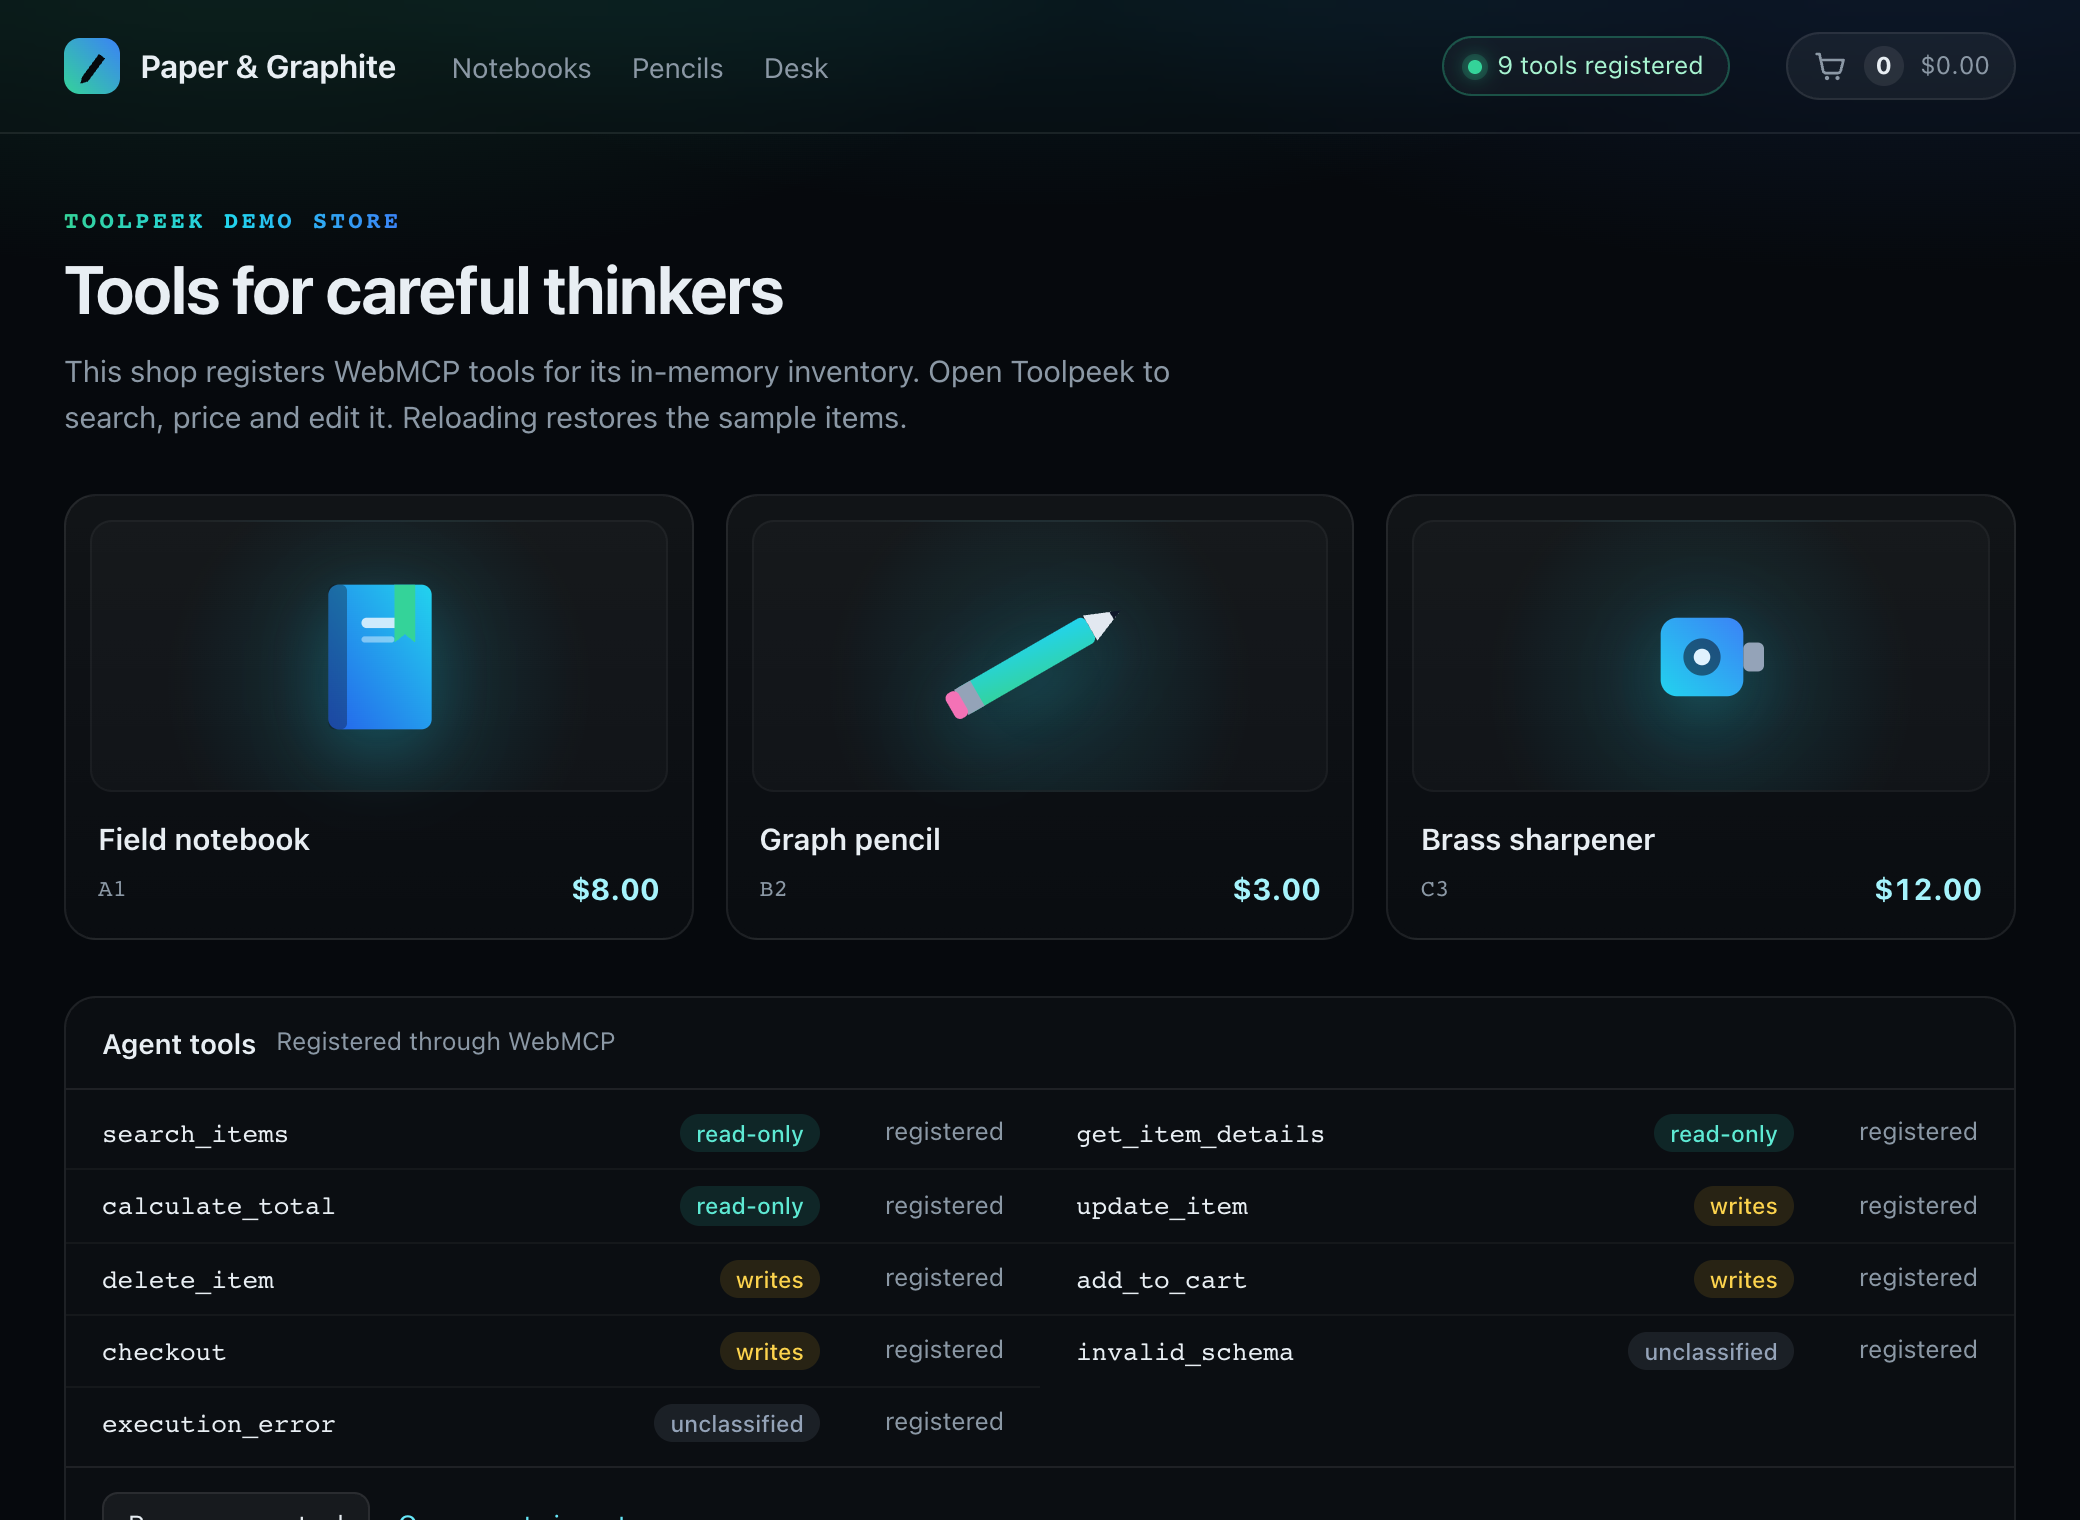 Paper & Graphite Notebooks Pencils Desk 9 tools registered 0 $0.00
TOOLPEEK DEMO STORE
Tools for careful thinkers
This shop registers WebMCP tools for its in-memory inventory. Open Toolpeek to
search, price and edit it. Reloading restores the sample items.
Field notebook
A1 $8.00
Graph pencil
B2 $3.00
Brass sharpener
C3 $12.00
Agent tools Registered through WebMCP
search_items read-only registered
get_item_details read-only registered
calculate_total read-only registered
update_item writes registered
delete_item writes registered
add_to_cart writes registered
checkout writes registered
invalid_schema unclassified registered
execution_error unclassified registered